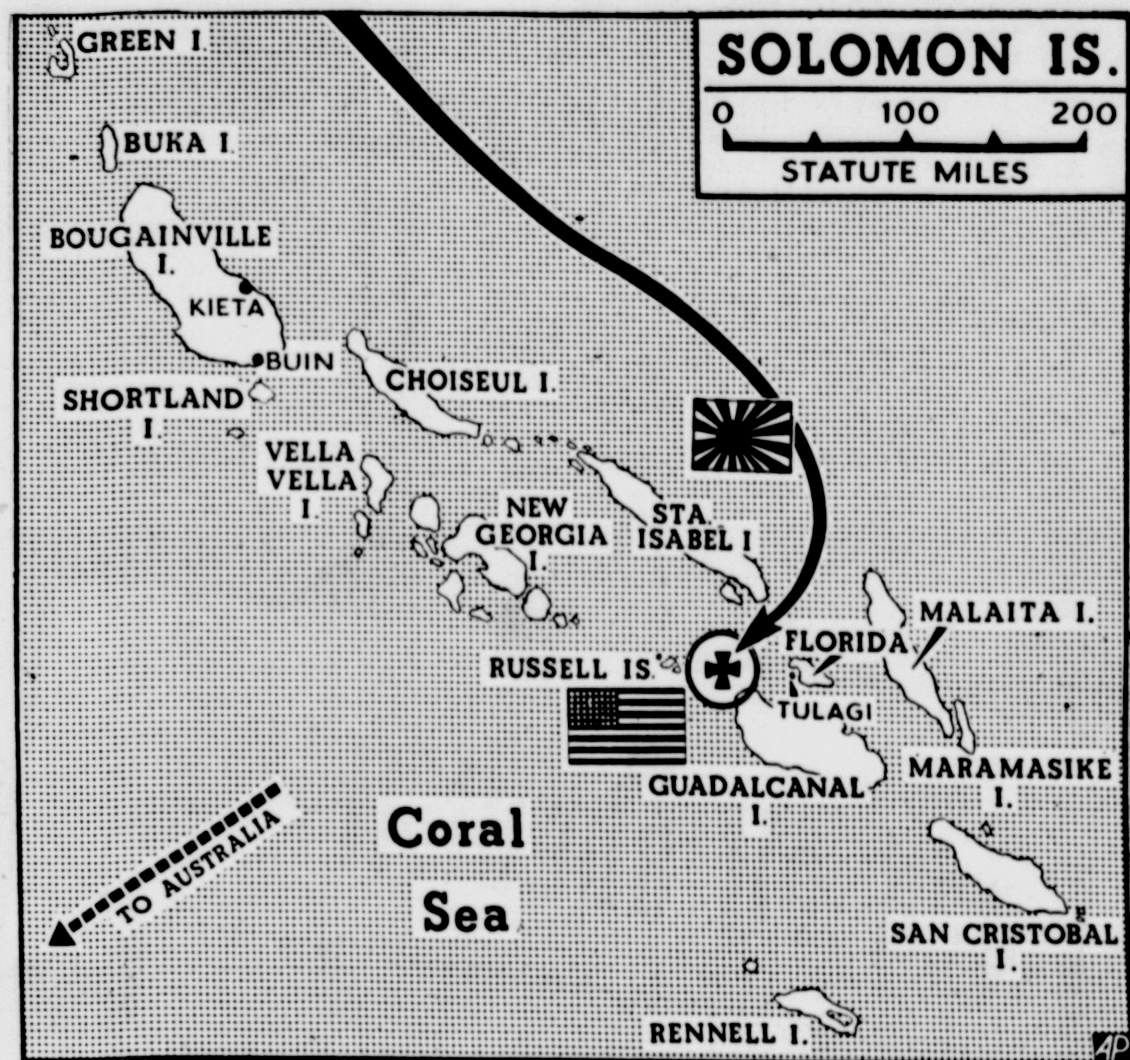 SOLOMON IS.
0 100 200
STATUTE MILES
GREEN I.
BUKA I.
BOUGAINVILLE
I.
KIETA
BUIN
SHORTLAND
I.
CHOISEUL I.
VELLA
VELLA
I.
NEW
GEORGIA
I.
STA.
ISABEL I
MALAITA I.
FLORIDA
RUSSELL IS.
TULAGI
GUADALCANAL
I.
MARAMASIKE
I.
Coral
Sea
TO AUSTRALIA
SAN CRISTOBAL
I.
RENNELL I.
AP